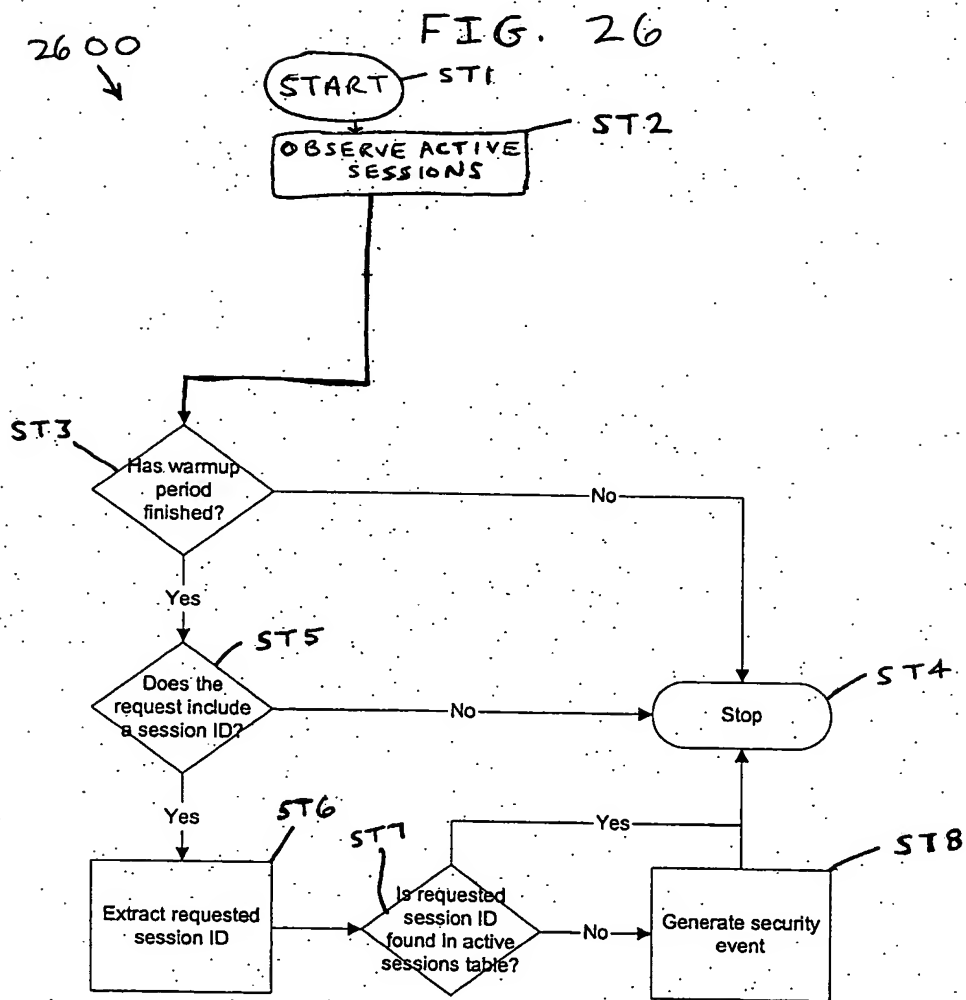 FIG. 26
2600
START
ST1
ST2
OBSERVE ACTIVE
SESSIONS
ST3
Has warmup
period
finished?
No
Yes
ST5
Does the
request include
a session ID?
No
ST4
Stop
Yes
ST6
Extract requested
session ID
ST7
Is requested
session ID
found in active
sessions table?
Yes
No
ST8
Generate security
event